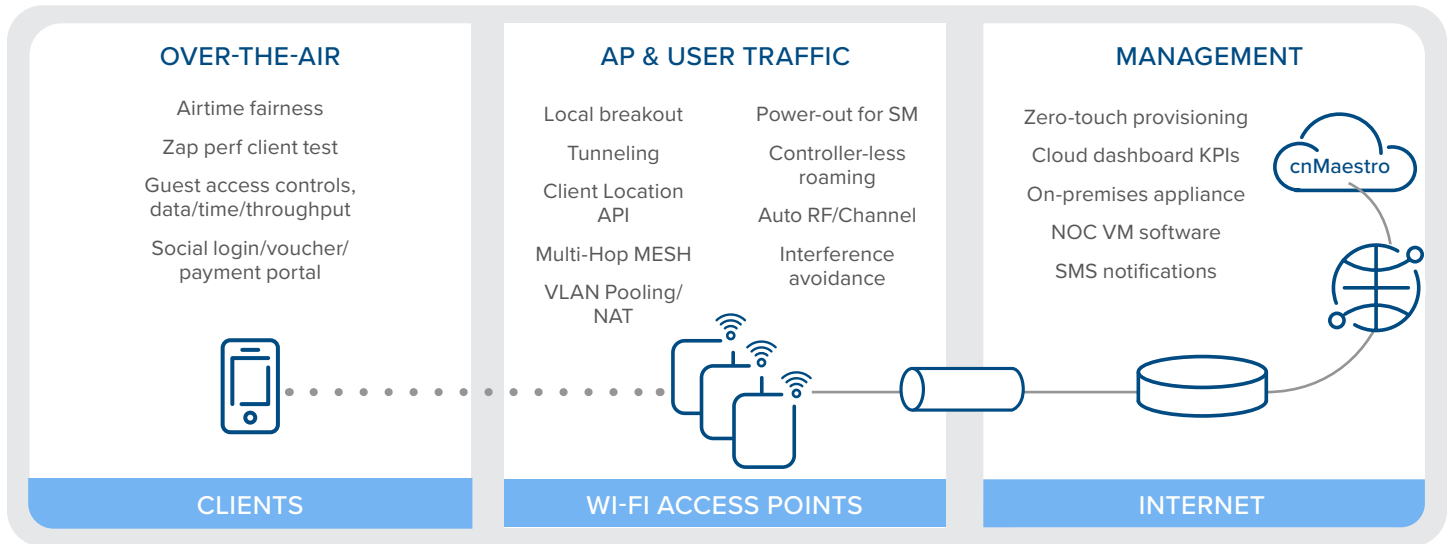 OVER-THE-AIR
Airtime fairness
Zap perf client test
Guest access controls,
data/time/throughput
Social login/voucher/
payment portal
CLIENTS
AP & USER TRAFFIC
Local breakout
Tunneling
Client Location
API
Multi-Hop MESH
VLAN Pooling/
NAT
Power-out for SM
Controller-less
roaming
Auto RF/Channel
Interference
avoidance
WI-FI ACCESS POINTS
MANAGEMENT
Zero-touch provisioning
Cloud dashboard KPIs
On-premises appliance
NOC VM software
SMS notifications
cnMaestro
INTERNET